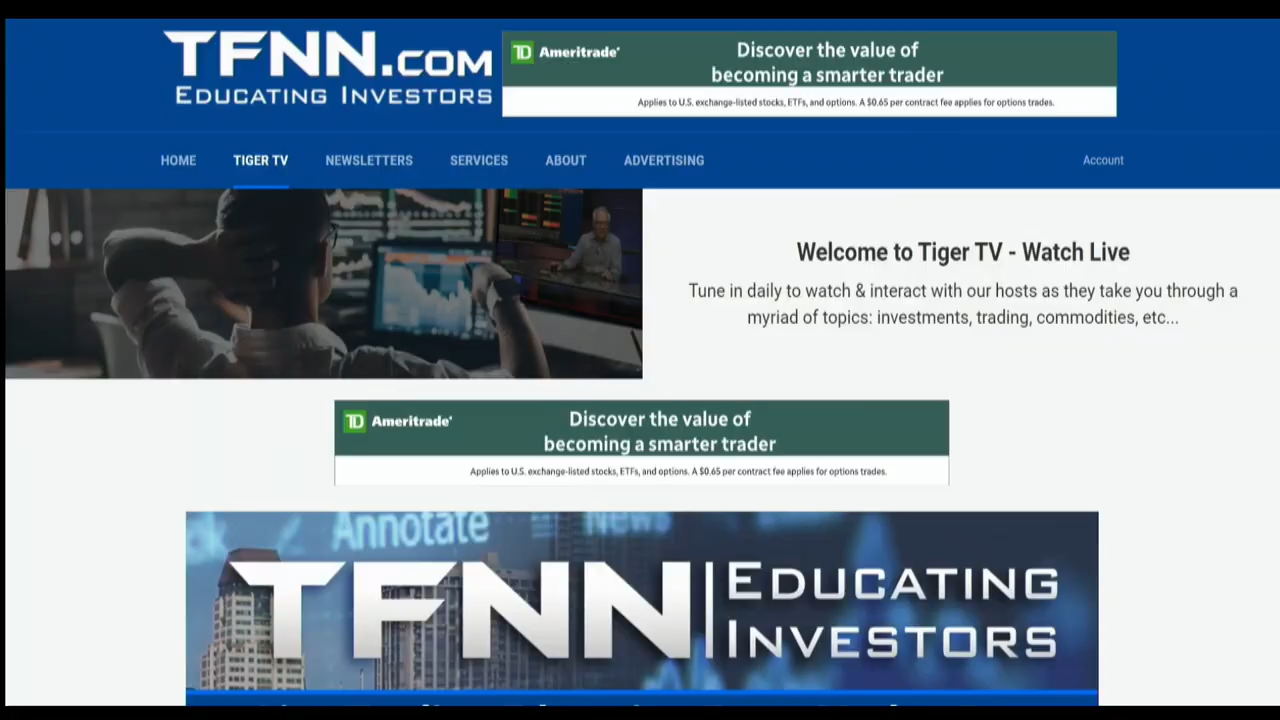 TFNN.COM
EDUCATING INVESTORS
TD Ameritrade
Discover the value of
becoming a smarter trader
Applies to U.S. exchange-listed stocks, ETFs, and options. A $0.65 per contract fee applies for options trades.
HOME TIGER TV NEWSLETTERS SERVICES ABOUT ADVERTISING Account
Welcome to Tiger TV - Watch Live
Tune in daily to watch & interact with our hosts as they take you through a
myriad of topics: investments, trading, commodities, etc...
TD Ameritrade
Discover the value of
becoming a smarter trader
Applies to U.S. exchange-listed stocks, ETFs, and options. A $0.65 per contract fee applies for options trades.
Annotate News
TFNN EDUCATING
INVESTORS